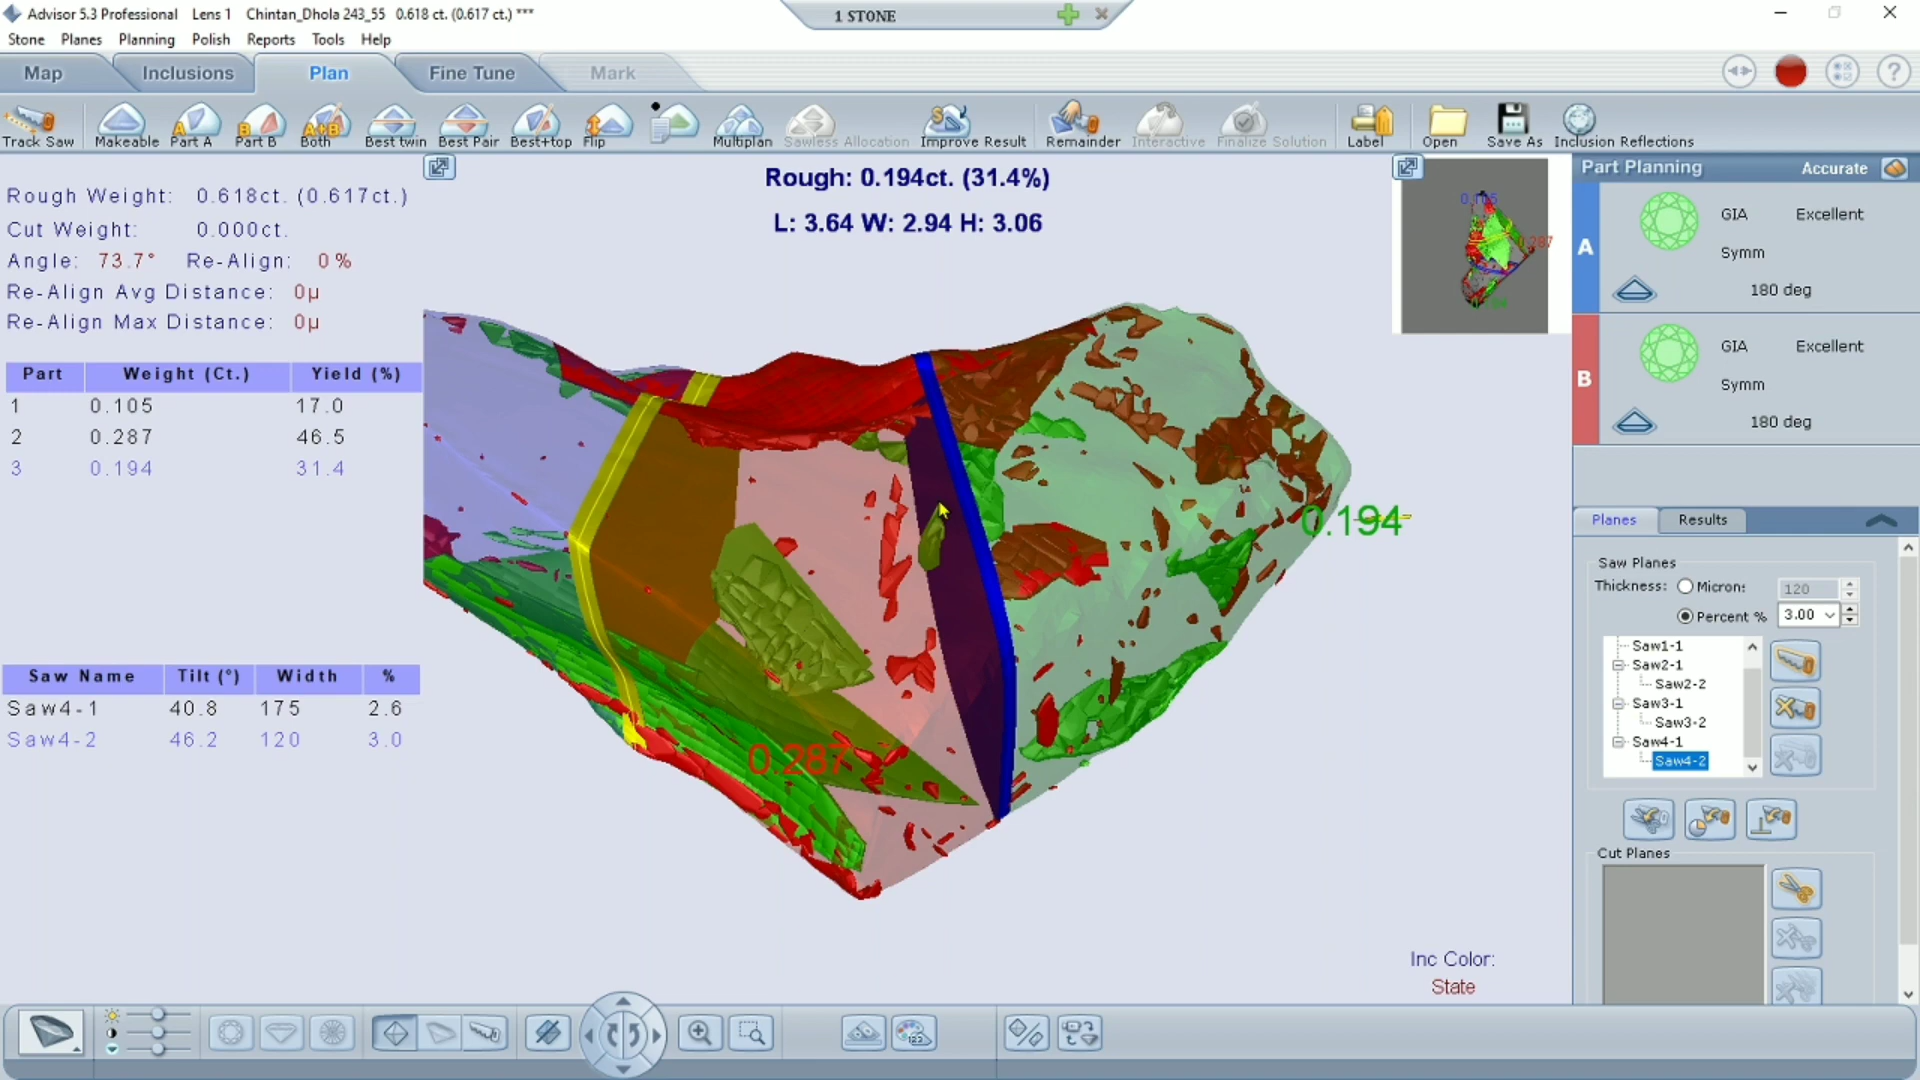 Advisor 5.3 Professional Lens 1 Chintan_Dhola 243_55 0.618 ct. (0.617 ct.) ***
1 STONE
Stone Planes Planning Polish Reports Tools Help
Map Inclusions Plan Fine Tune Mark
Track Saw Makeable Part A Part B Both Best twin Best Pair Best+top Flip Multiplan Sawless Allocation Improve Result Remainder Interactive Finalize Solution Label Open Save As Inclusion Reflections
Rough Weight: 0.618ct. (0.617ct.)
Cut Weight: 0.000ct.
Angle: 73.7° Re-Align: 0%
Re-Align Avg Distance: 0μ
Re-Align Max Distance: 0μ
Part Weight (Ct.) Yield (%)
1 0.105 17.0
2 0.287 46.5
3 0.194 31.4
Saw Name Tilt (°) Width %
Saw4-1 40.8 175 2.6
Saw4-2 46.2 120 3.0
Rough: 0.194ct. (31.4%)
L: 3.64 W: 2.94 H: 3.06
0.194
0.287
Inc Color:
State
Part Planning Accurate
A
GIA Excellent
Symm
180 deg
B
GIA Excellent
Symm
180 deg
Planes Results
Saw Planes
Thickness: Micron: 120
Percent % 3.00
Saw1-1
Saw2-1
Saw2-2
Saw3-1
Saw3-2
Saw4-1
Saw4-2
Cut Planes